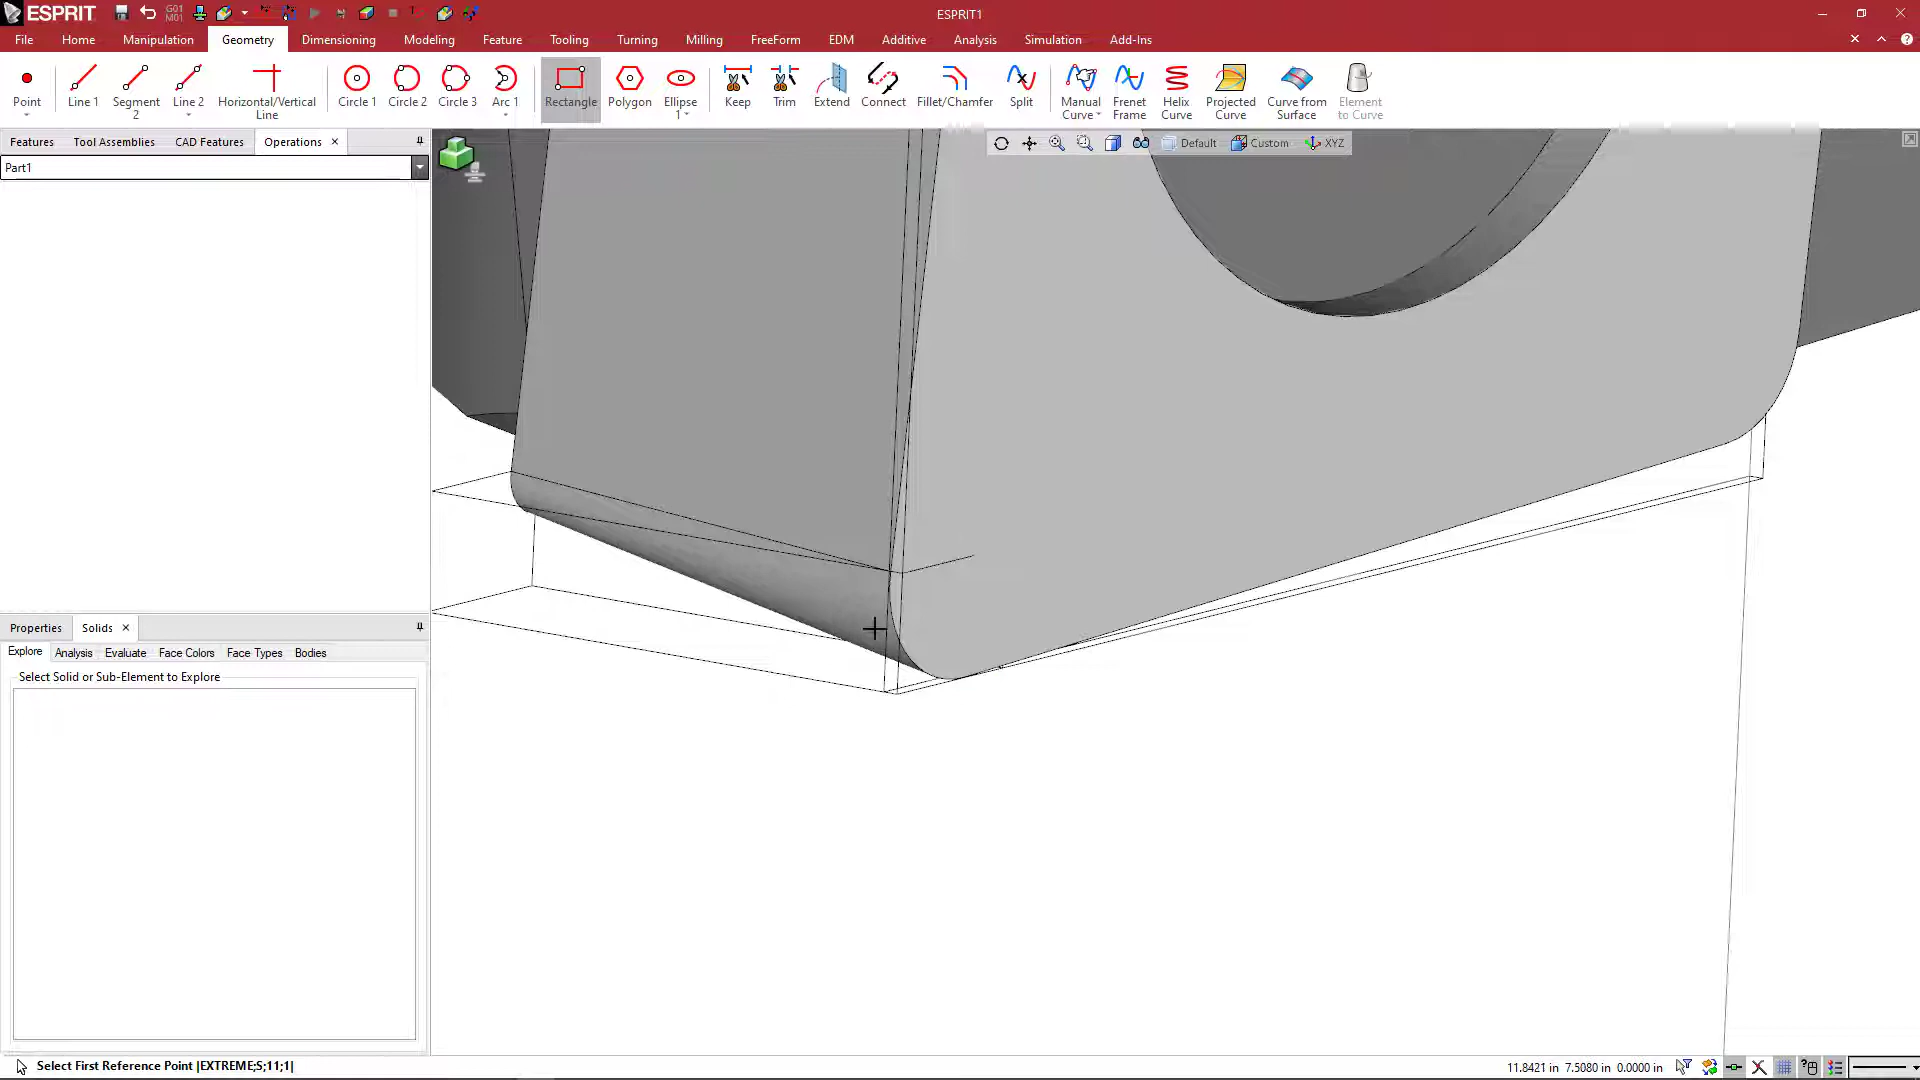 ESPRIT
G01
M01
ESPRIT1
File Home Manipulation Geometry Dimensioning Modeling Feature Tooling Turning Milling FreeForm EDM Additive Analysis Simulation Add-Ins
Point Line 1 Segment 2 Line 2 Horizontal/Vertical Line Circle 1 Circle 2 Circle 3 Arc 1 Rectangle Polygon Ellipse 1 Keep Trim Extend Connect Fillet/Chamfer Split Manual Curve Frenet Frame Helix Curve Projected Curve Curve from Surface Element to Curve
Features Tool Assemblies CAD Features Operations
Default Custom XYZ
Part1
Properties Solids
Explore Analysis Evaluate Face Colors Face Types Bodies
Select Solid or Sub-Element to Explore
Select First Reference Point |EXTREME;S;11;1|
11.8421 in 7.5080 in 0.0000 in